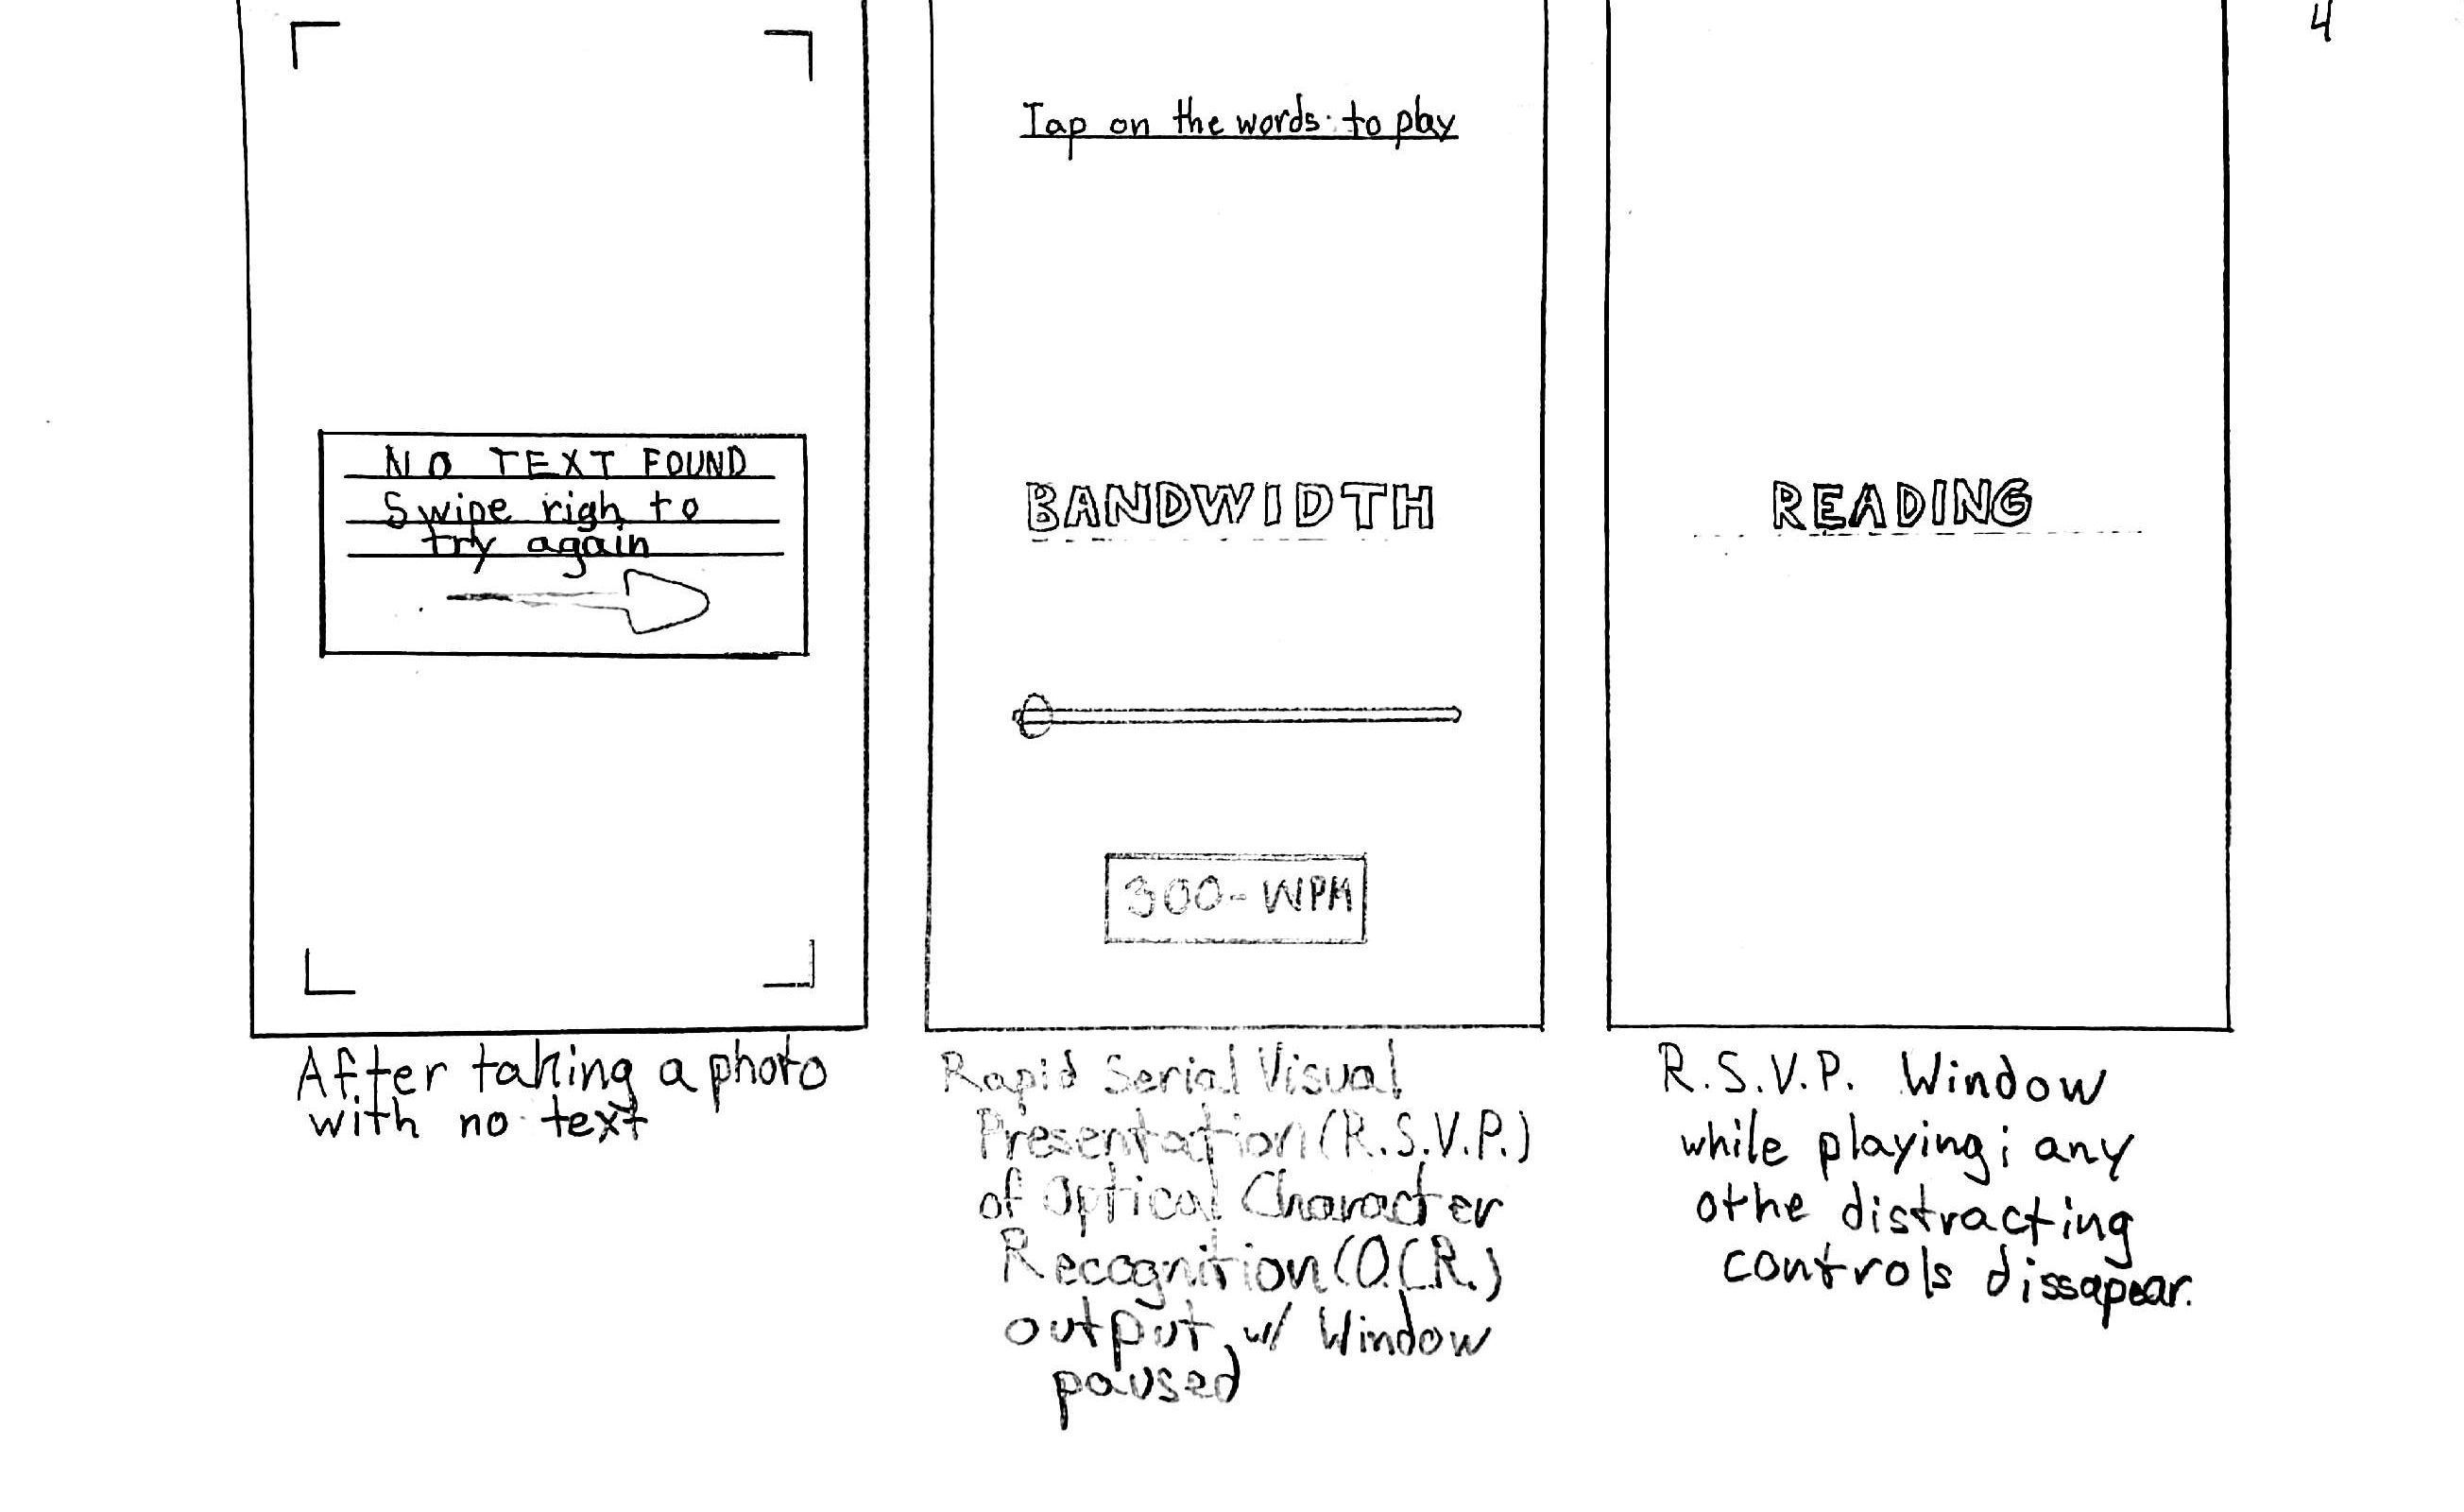 4
NO TEXT FOUND
Swipe righ to
try again
After taking a photo
with no text
Tap on the words to play
BANDWIDTH
300-WPM
Rapid Serial Visual
Presentation (R.S.V.P.)
of Optical Character
Recognition (O.C.R.)
output w/ Window
paused
READING
R.S.V.P. Window
while playing; any
othe distracting
controls dissapear.